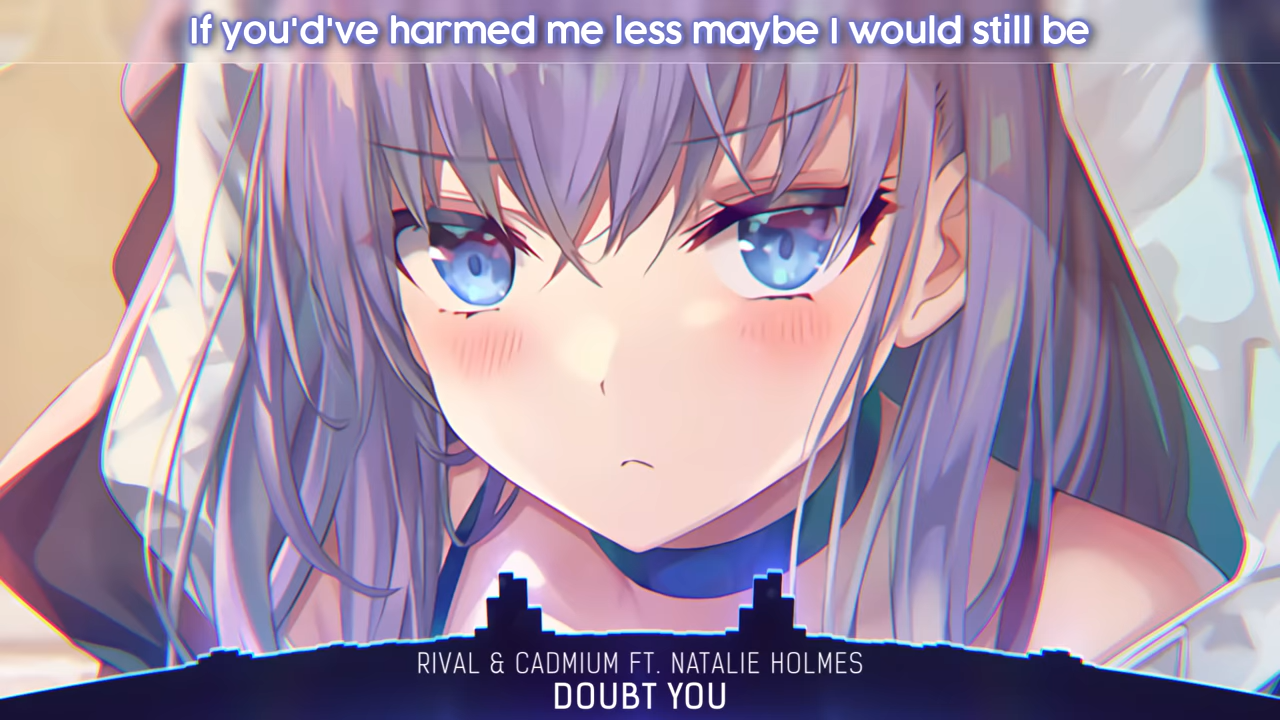 If you'd've harmed me less maybe I would still be
RIVAL & CADMIUM FT. NATALIE HOLMES
DOUBT YOU